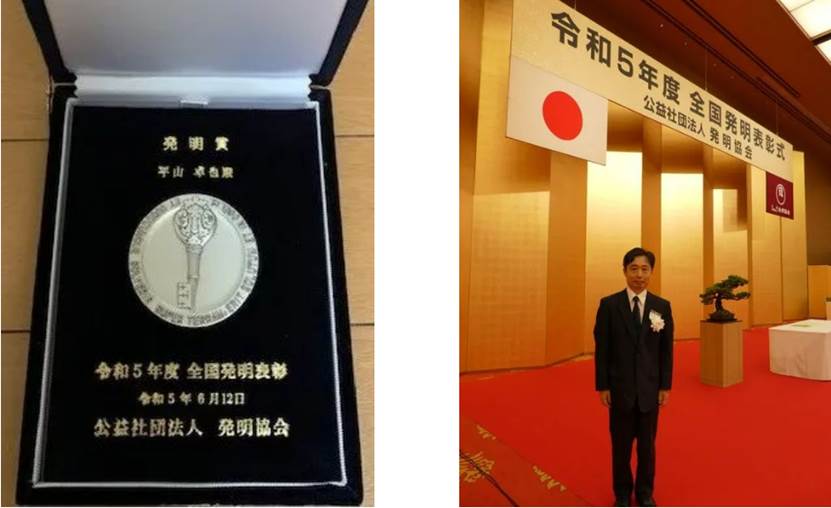 発明賞
平山 卓也殿
令和5年度 全国発明表彰
令和5年6月12日
公益社団法人 発明協会
令和5年度 全国発明表彰式
公益社団法人 発明協会